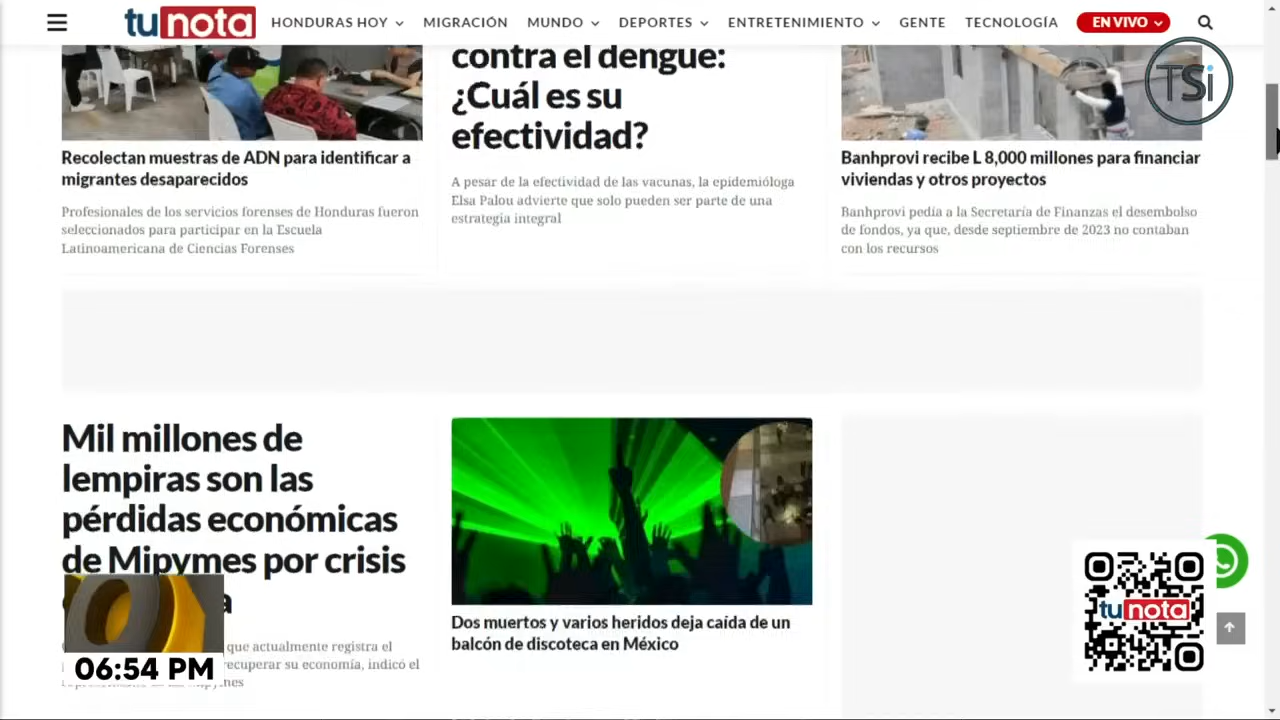 tunota
HONDURAS HOY
MIGRACIÓN
MUNDO
DEPORTES
ENTRETENIMIENTO
GENTE
TECNOLOGÍA
EN VIVO
TSi
Recolectan muestras de ADN para identificar a
migrantes desaparecidos
Profesionales de los servicios forenses de Honduras fueron
seleccionados para participar en la Escuela
Latinoamericana de Ciencias Forenses
contra el dengue:
¿Cuál es su
efectividad?
A pesar de la efectividad de las vacunas, la epidemióloga
Elsa Palou advierte que solo pueden ser parte de una
estrategia integral
Banhprovi recibe L 8,000 millones para financiar
viviendas y otros proyectos
Banhprovi pedía a la Secretaría de Finanzas el desembolso
de fondos, ya que, desde septiembre de 2023 no contaban
con los recursos
Mil millones de
lempiras son las
pérdidas económicas
de Mipymes por crisis
que actualmente registra el
recuperar su economía, indicó el
Dos muertos y varios heridos deja caída de un
balcón de discoteca en México
06:54 PM
tunota